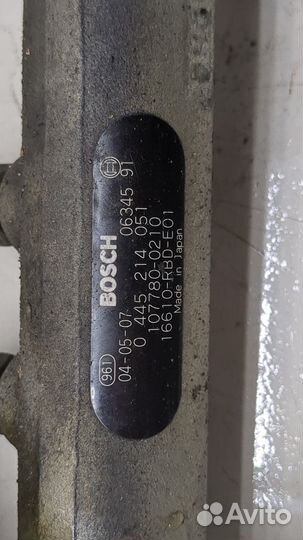 BOSCH
961 04-05-07 06345 91
0 445 214 051
107780-0210
16610-RBD-E01
Made in Japan
Avito